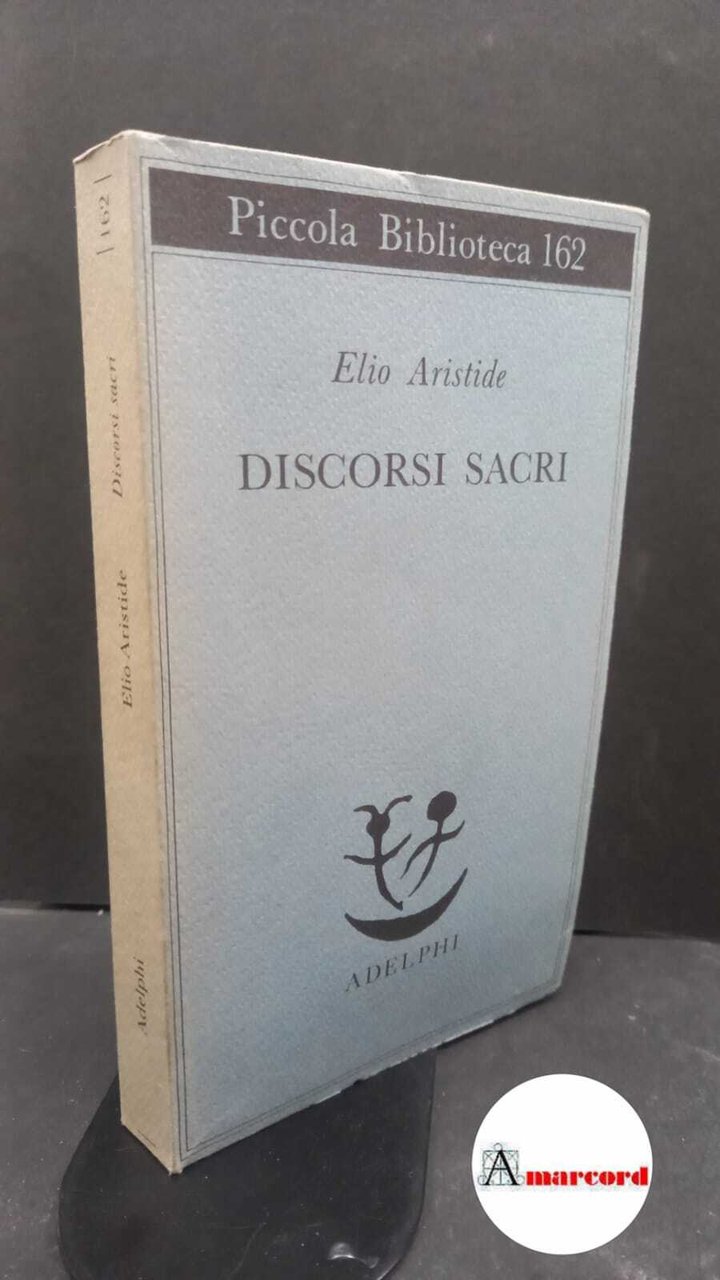 Piccola Biblioteca 162
Elio Aristide
DISCORSI SACRI
ADELPHI
| 162 |
Discorsi sacri
Elio Aristide
Adelphi
Amarcord